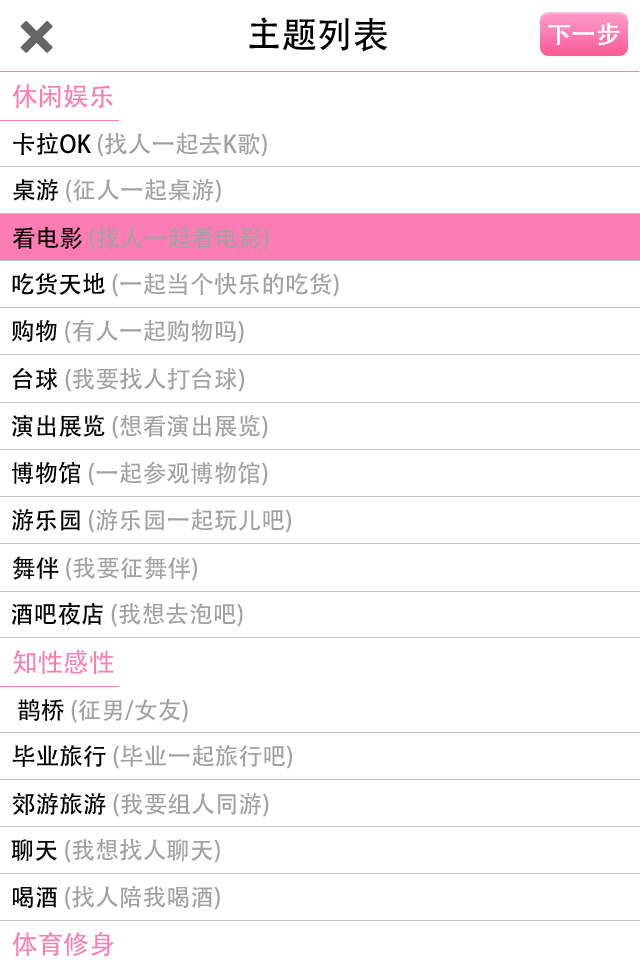 主题列表
下一步
休闲娱乐
卡拉OK (找人一起去K歌)
桌游 (征人一起桌游)
看电影 (找人一起看电影)
吃货天地 (一起当个快乐的吃货)
购物 (有人一起购物吗)
台球 (我要找人打台球)
演出展览 (想看演出展览)
博物馆 (一起参观博物馆)
游乐园 (游乐园一起玩儿吧)
舞伴 (我要征舞伴)
酒吧夜店 (我想去泡吧)
知性感性
鹊桥 (征男/女友)
毕业旅行 (毕业一起旅行吧)
郊游旅游 (我要组人同游)
聊天 (我想找人聊天)
喝酒 (找人陪我喝酒)
体育修身